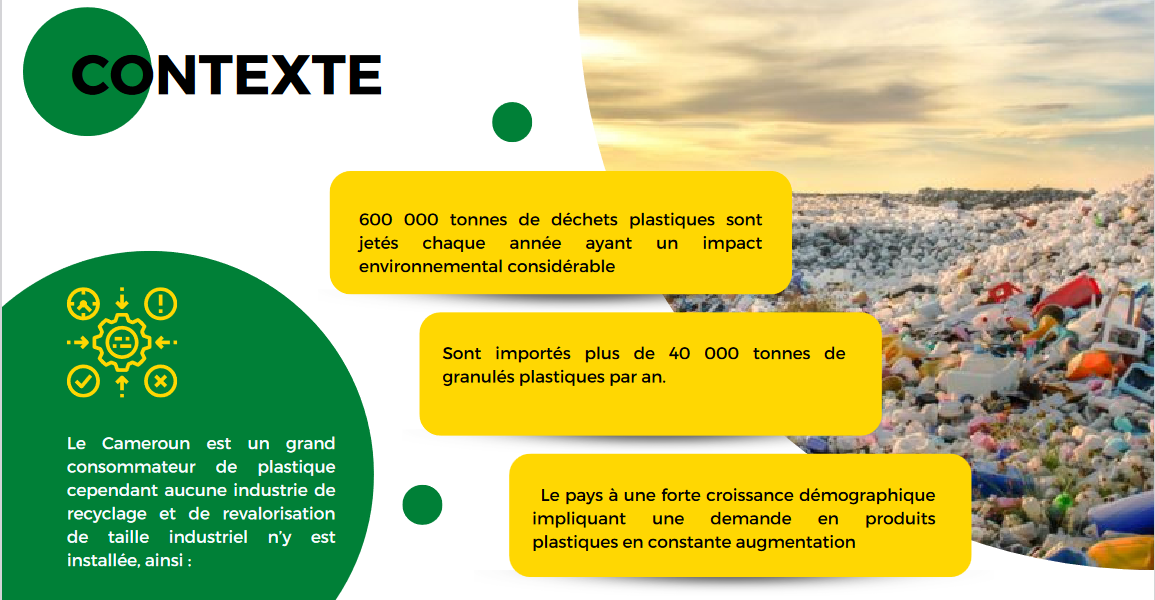 CONTEXTE
600 000 tonnes de déchets plastiques sont
jetés chaque année ayant un impact
environnemental considérable
Sont importés plus de 40 000 tonnes de
granulés plastiques par an.
Le Cameroun est un grand
consommateur de plastique
cependant aucune industrie de
recyclage et de revalorisation
de taille industriel n'y est
installée, ainsi :
Le pays à une forte croissance démographique
impliquant une demande en produits
plastiques en constante augmentation